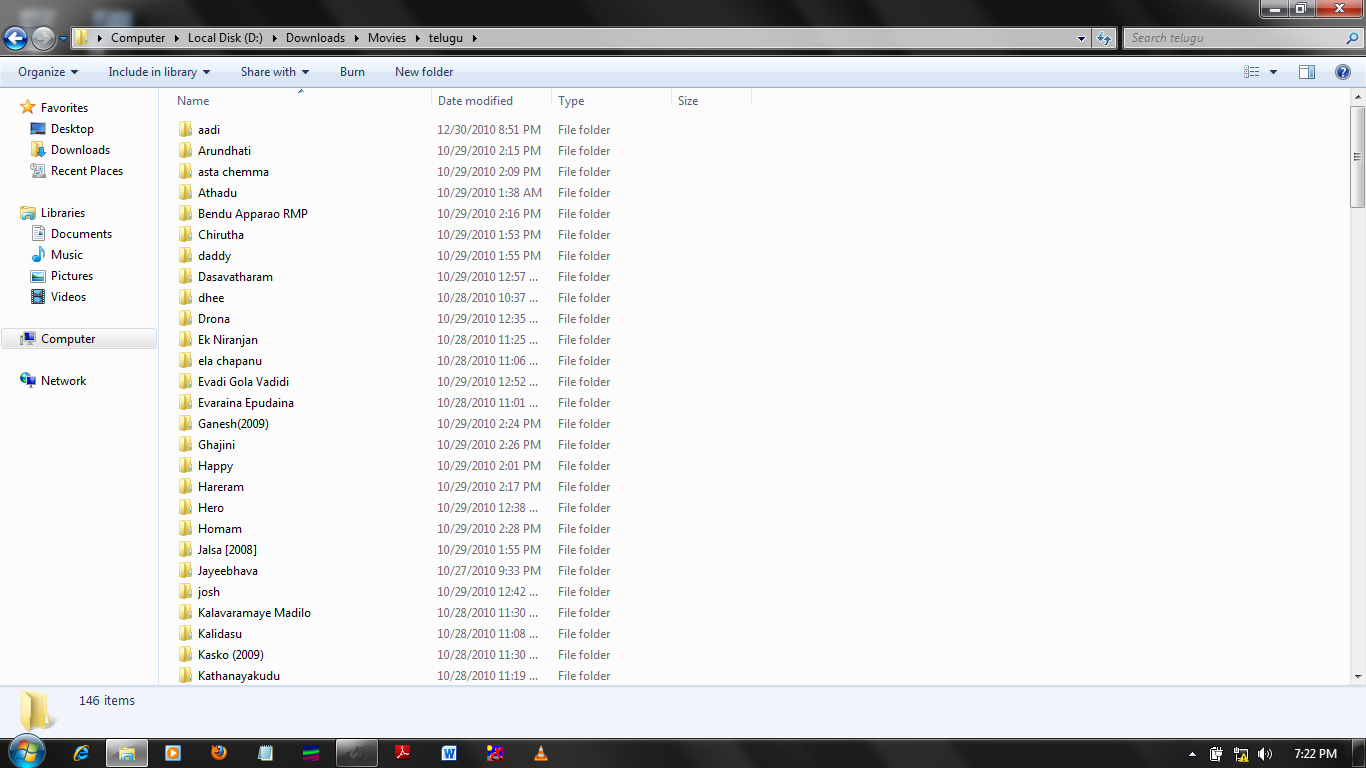 Computer Local Disk (D:) Downloads Movies telugu
Search telugu
Organize Include in library Share with Burn New folder
Favorites
Desktop
Downloads
Recent Places
Libraries
Documents
Music
Pictures
Videos
Computer
Network
Name Date modified Type Size
aadi 12/30/2010 8:51 PM File folder
Arundhati 10/29/2010 2:15 PM File folder
asta chemma 10/29/2010 2:09 PM File folder
Athadu 10/29/2010 1:38 AM File folder
Bendu Apparao RMP 10/29/2010 2:16 PM File folder
Chirutha 10/29/2010 1:53 PM File folder
daddy 10/29/2010 1:55 PM File folder
Dasavatharam 10/29/2010 12:57 ... File folder
dhee 10/28/2010 10:37 ... File folder
Drona 10/29/2010 12:35 ... File folder
Ek Niranjan 10/28/2010 11:25 ... File folder
ela chapanu 10/28/2010 11:06 ... File folder
Evadi Gola Vadidi 10/29/2010 12:52 ... File folder
Evaraina Epudaina 10/28/2010 11:01 ... File folder
Ganesh(2009) 10/29/2010 2:24 PM File folder
Ghajini 10/29/2010 2:26 PM File folder
Happy 10/29/2010 2:01 PM File folder
Hareram 10/29/2010 2:17 PM File folder
Hero 10/29/2010 12:38 ... File folder
Homam 10/29/2010 2:28 PM File folder
Jalsa [2008] 10/29/2010 1:55 PM File folder
Jayeebhava 10/27/2010 9:33 PM File folder
josh 10/29/2010 12:42 ... File folder
Kalavaramaye Madilo 10/28/2010 11:30 ... File folder
Kalidasu 10/28/2010 11:08 ... File folder
Kasko (2009) 10/28/2010 11:30 ... File folder
Kathanayakudu 10/28/2010 11:19 ... File folder
146 items
7:22 PM